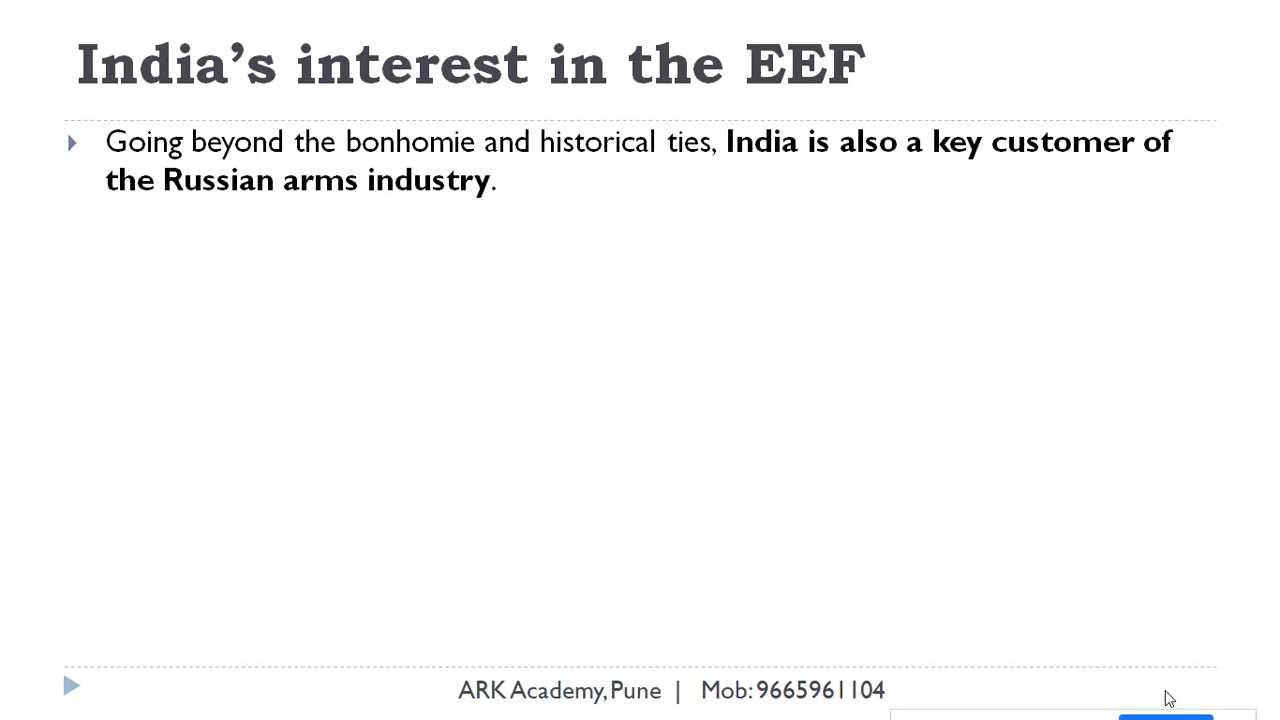 India's interest in the EEF
Going beyond the bonhomie and historical ties, India is also a key customer of
the Russian arms industry.
ARK Academy, Pune | Mob: 9665961104